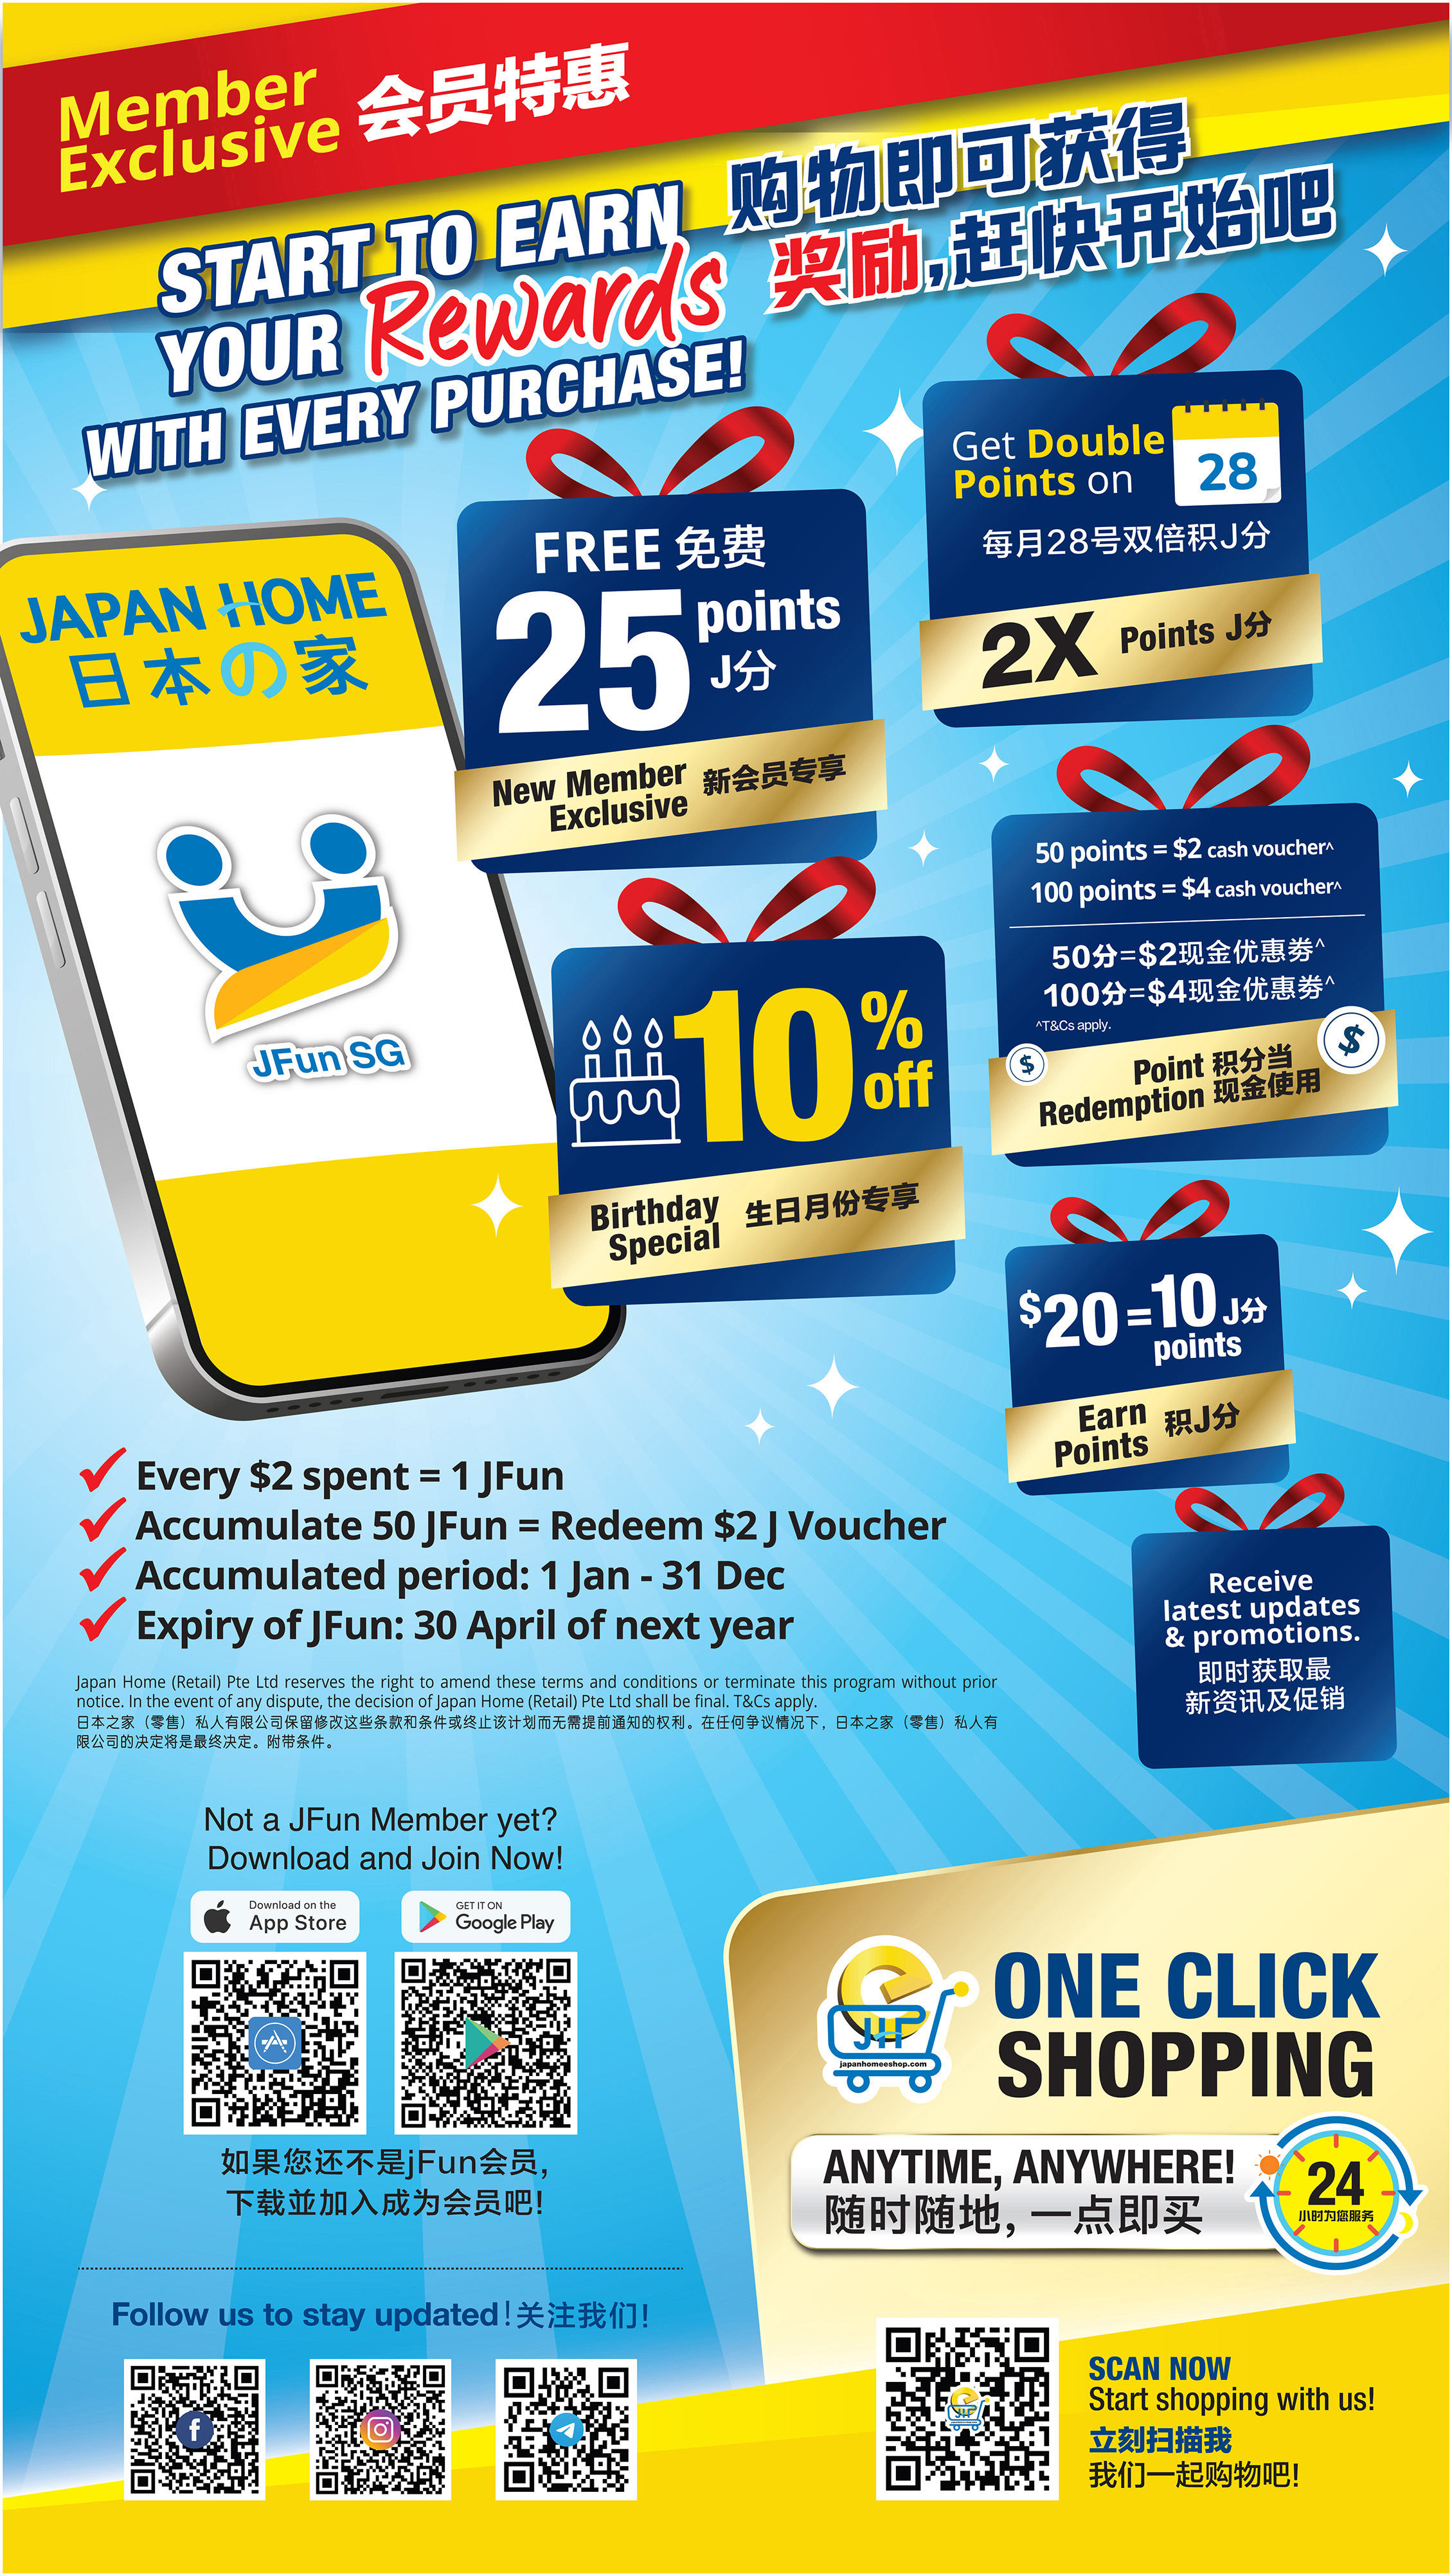 Member
Exclusive
会员特惠
START TO EARN
YOUR Rewards
WITH EVERY PURCHASE!
购物即可获得
奖励,赶快开始吧
JAPAN HOME
日本の家
JFun SG
FREE 免费
25 points
J分
New Member
Exclusive
新会员专享
Get Double
Points on
28
每月28号双倍积J分
2X Points J分
50 points = $2 cash voucher^
100 points = $4 cash voucher^
50分=$2现金优惠券^
100分=$4现金优惠券^
^T&Cs apply.
$
$
Point 积分当
Redemption 现金使用
10% off
Birthday
Special
生日月份专享
$20=10 J分
points
Earn
Points
积J分
Receive
latest updates
& promotions.
即时获取最
新资讯及促销
Every $2 spent = 1 JFun
Accumulate 50 JFun = Redeem $2 J Voucher
Accumulated period: 1 Jan - 31 Dec
Expiry of JFun: 30 April of next year
Japan Home (Retail) Pte Ltd reserves the right to amend these terms and conditions or terminate this program without prior
notice. In the event of any dispute, the decision of Japan Home (Retail) Pte Ltd shall be final. T&Cs apply.
日本之家（零售）私人有限公司保留修改这些条款和条件或终止该计划而无需提前通知的权利。在任何争议情况下，日本之家（零售）私人有
限公司的决定将是最终决定。附带条件。
Not a JFun Member yet?
Download and Join Now!
Download on the
App Store
GET IT ON
Google Play
如果您还不是jFun会员,
下载並加入成为会员吧!
Follow us to stay updated!关注我们!
e
JH
japanhomeeshop.com
ONE CLICK
SHOPPING
ANYTIME, ANYWHERE!
随时随地, 一点即买
24
小时为您服务
SCAN NOW
Start shopping with us!
立刻扫描我
我们一起购物吧!